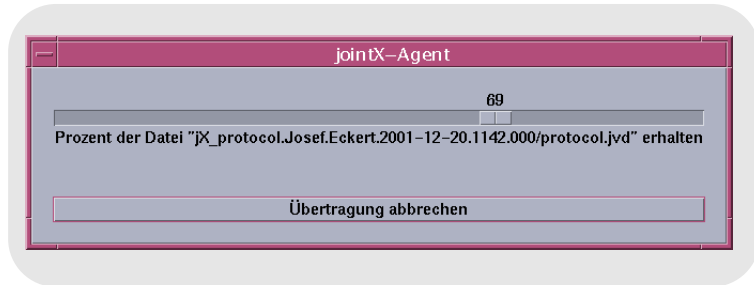 jointX–Agent
69
Prozent der Datei "jX_protocol.Josef.Eckert.2001–12–20.1142.000/protocol.jvd" erhalten
Übertragung abbrechen